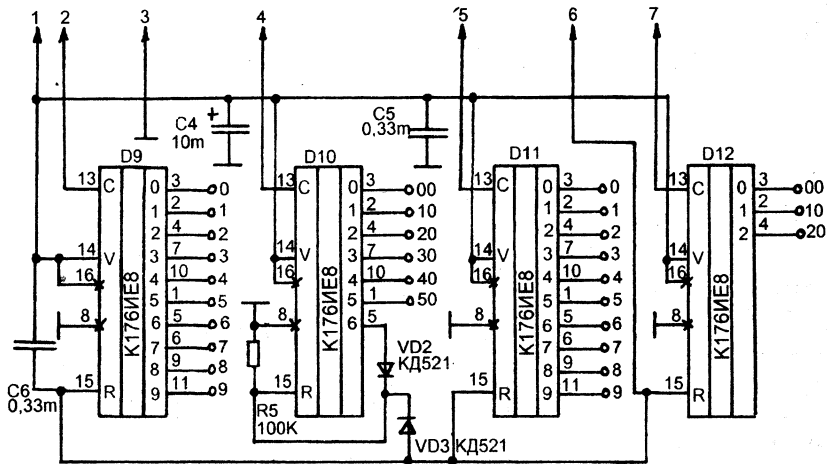 1 2 3 4 5 6 7
C4
10m
C5
0,33m
D9
13 C 0 3 0
1 2 1
2 4 2
14 V 3 7 3
16 4 10 4
5 1 5
8 6 5 6
7 6 7
8 9 8
15 R 9 11 9
К176ИЕ8
C6
0,33m
D10
13 C 0 3 00
1 2 10
2 4 20
14 V 3 7 30
16 4 10 40
5 1 50
8 6 5
15 R
К176ИЕ8
R5
100K
VD2
КД521
VD3 КД521
D11
13 C 0 3 0
1 2 1
2 4 2
14 V 3 7 3
16 4 10 4
5 1 5
8 6 5 6
7 6 7
8 9 8
15 R 9 11 9
К176ИЕ8
D12
13 C 0 3 00
1 2 10
2 4 20
14 V
16
8
15 R
К176ИЕ8